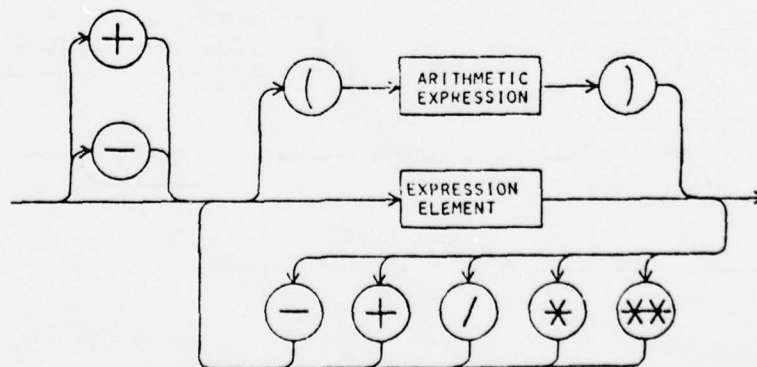 +
( ARITHMETIC EXPRESSION )
-
EXPRESSION ELEMENT
- + / * **